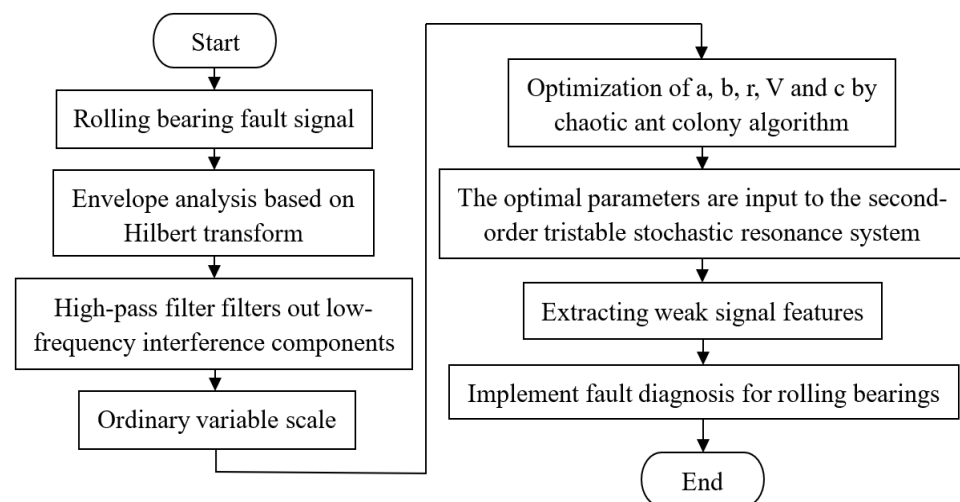 Start
Rolling bearing fault signal
Envelope analysis based on
Hilbert transform
High-pass filter filters out low-
frequency interference components
Ordinary variable scale
Optimization of a, b, r, V and c by
chaotic ant colony algorithm
The optimal parameters are input to the second-
order tristable stochastic resonance system
Extracting weak signal features
Implement fault diagnosis for rolling bearings
End